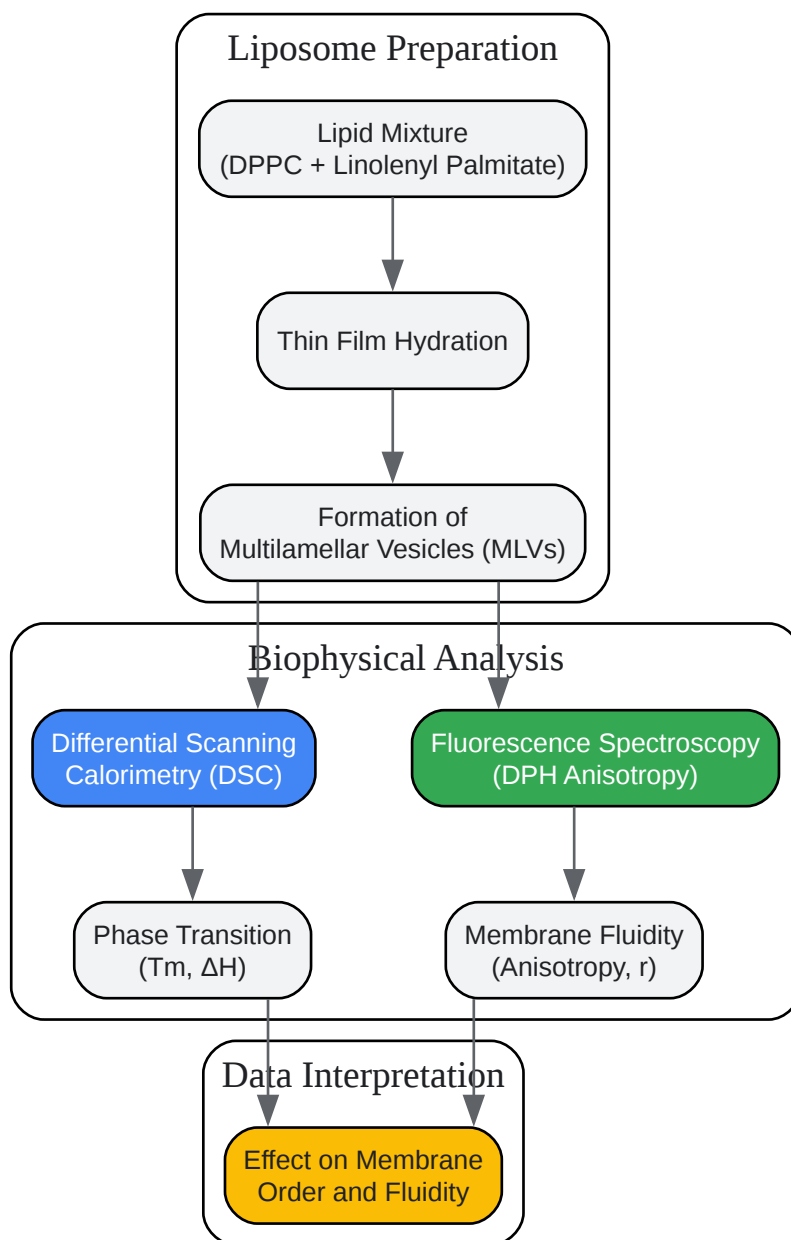 Liposome Preparation
Lipid Mixture
(DPPC + Linolenyl Palmitate)
Thin Film Hydration
Formation of
Multilamellar Vesicles (MLVs)
Biophysical Analysis
Differential Scanning
Calorimetry (DSC)
Fluorescence Spectroscopy
(DPH Anisotropy)
Phase Transition
(Tm, ΔH)
Membrane Fluidity
(Anisotropy, r)
Data Interpretation
Effect on Membrane
Order and Fluidity